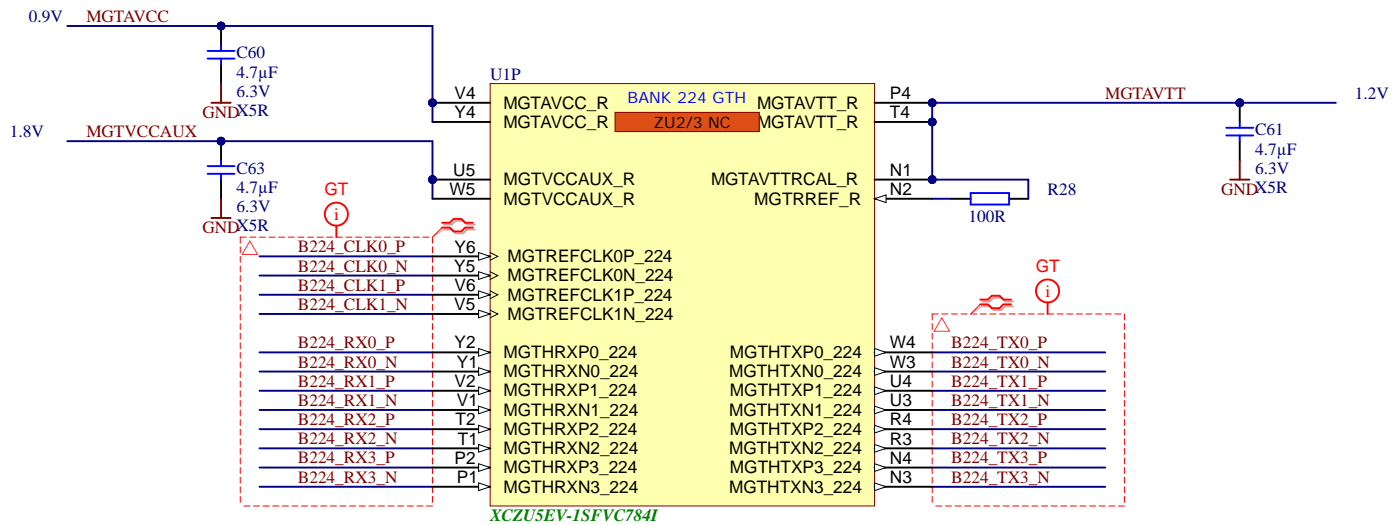 0.9V
MGTAVCC
C60
4.7µF
6.3V
X5R
GND
1.8V
MGTVCCAUX
C63
4.7µF
6.3V
X5R
GND
U1P
BANK 224 GTH
ZU2/3 NC
V4 MGTAVCC_R
Y4 MGTAVCC_R
U5 MGTVCCAUX_R
W5 MGTVCCAUX_R
MGTAVTT_R P4
MGTAVTT_R T4
MGTAVTTRCAL_R N1
MGTRREF_R N2
MGTAVTT
1.2V
C61
4.7µF
6.3V
X5R
GND
R28
100R
GT
i
B224_CLK0_P Y6 MGTREFCLK0P_224
B224_CLK0_N Y5 MGTREFCLK0N_224
B224_CLK1_P V6 MGTREFCLK1P_224
B224_CLK1_N V5 MGTREFCLK1N_224
B224_RX0_P Y2 MGTHRXP0_224
B224_RX0_N Y1 MGTHRXN0_224
B224_RX1_P V2 MGTHRXP1_224
B224_RX1_N V1 MGTHRXN1_224
B224_RX2_P T2 MGTHRXP2_224
B224_RX2_N T1 MGTHRXN2_224
B224_RX3_P P2 MGTHRXP3_224
B224_RX3_N P1 MGTHRXN3_224
GT
i
MGTHTXP0_224 W4 B224_TX0_P
MGTHTXN0_224 W3 B224_TX0_N
MGTHTXP1_224 U4 B224_TX1_P
MGTHTXN1_224 U3 B224_TX1_N
MGTHTXP2_224 R4 B224_TX2_P
MGTHTXN2_224 R3 B224_TX2_N
MGTHTXP3_224 N4 B224_TX3_P
MGTHTXN3_224 N3 B224_TX3_N
XCZU5EV-1SFVC784I